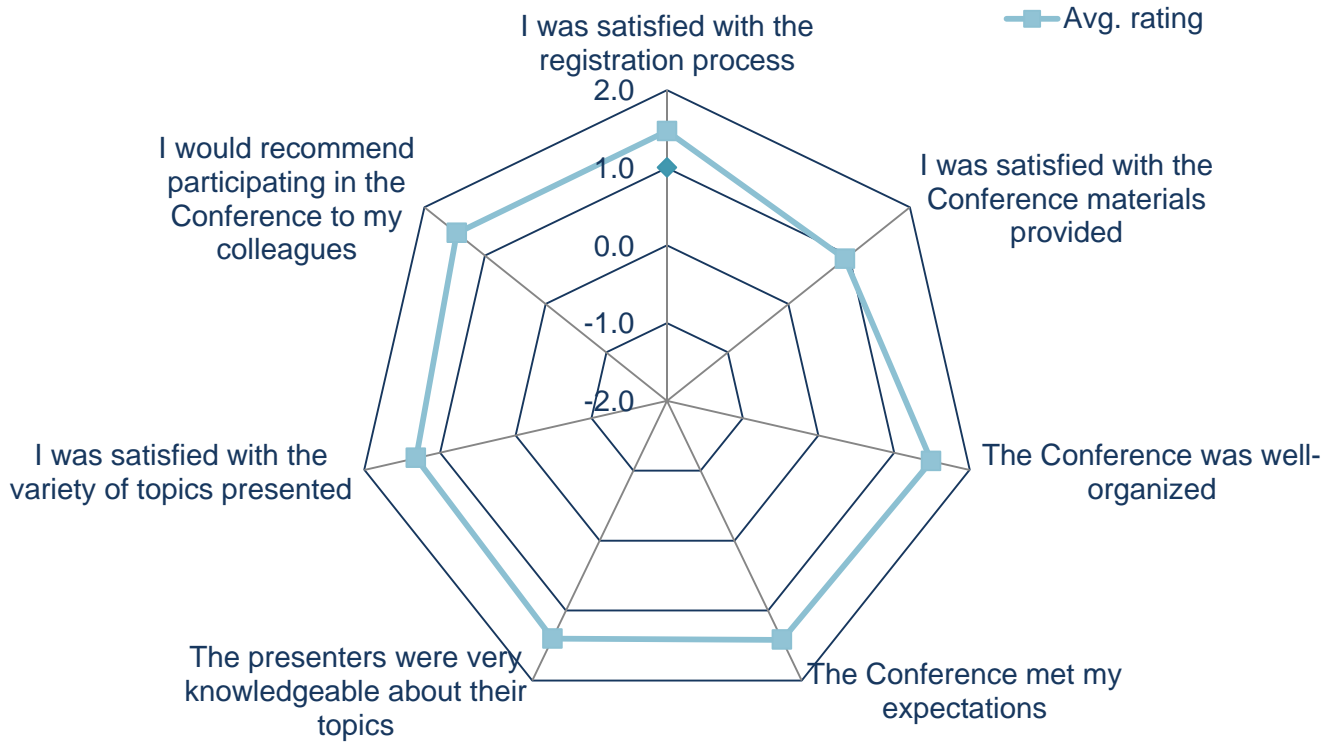 I was satisfied with the
registration process
Avg. rating
2.0
1.0
0.0
-1.0
-2.0
I was satisfied with the
Conference materials
provided
The Conference was well-
organized
The Conference met my
expectations
The presenters were very
knowledgeable about their
topics
I was satisfied with the
variety of topics presented
I would recommend
participating in the
Conference to my
colleagues